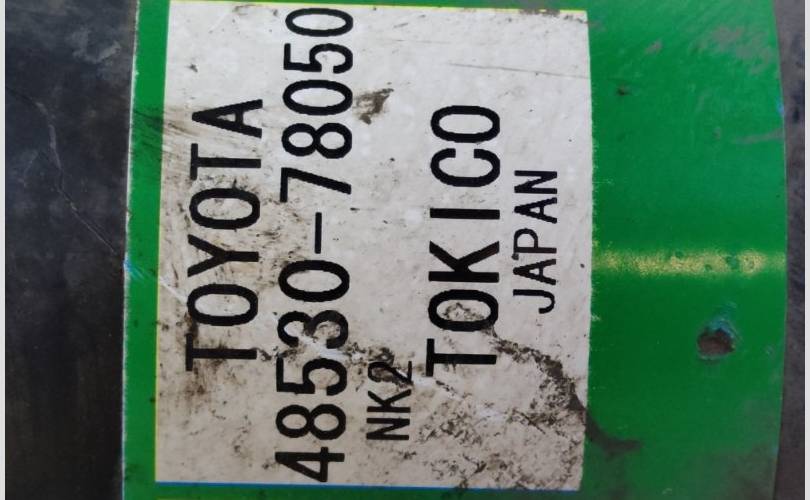 TOYOTA
48530-78050
NK2
TOKICO
JAPAN